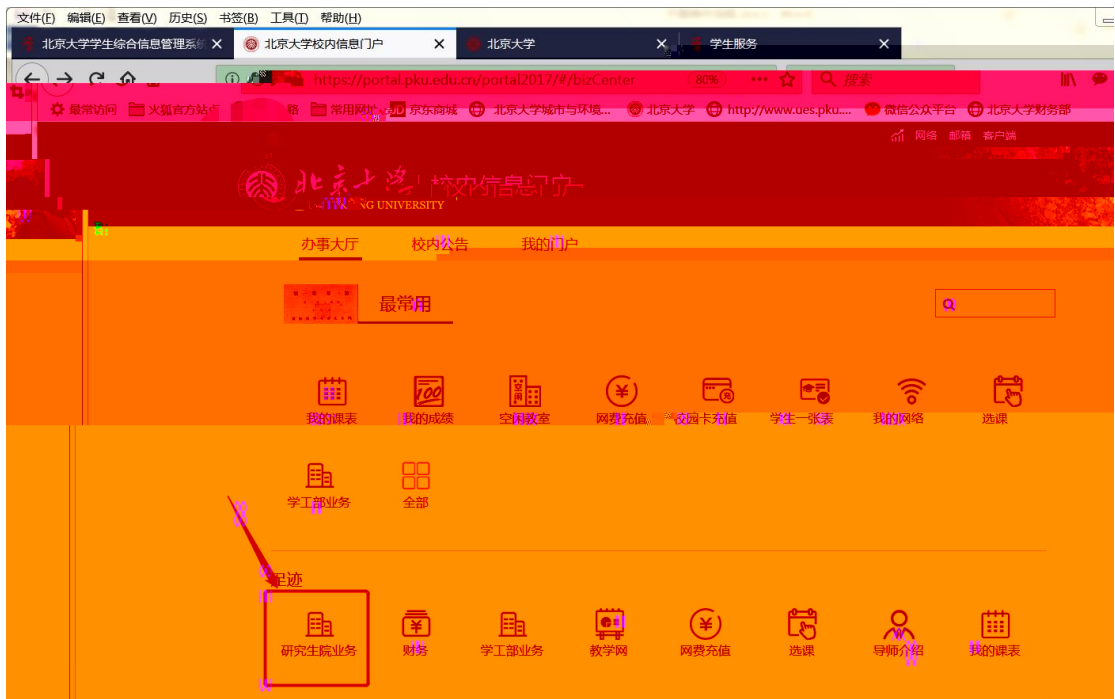 文件(F) 编辑(E) 查看(V) 历史(S) 书签(B) 工具(T) 帮助(H)
北京大学学生综合信息管理系统 北京大学校内信息门户 北京大学 学生服务
https://portal.pku.edu.cn/portal2017/#/bizCenter 80% 搜索
最常访问 火狐官方站点 常用网址 JD 京东商城 北京大学城市与环境... 北京大学 http://www.ues.pku.... 微信公众平台 北京大学财务部
网络 邮箱 客户端
北京大学 校内信息门户
UNIVERSITY
办事大厅 校内公告 我的门户
最常用
我的课表 我的成绩 空闲教室 网费充值 校园卡充值 学生一张表 我的网络 选课
学工部业务 全部
足迹
研究生院业务 财务 学工部业务 教学网 网费充值 选课 导师介绍 我的课表